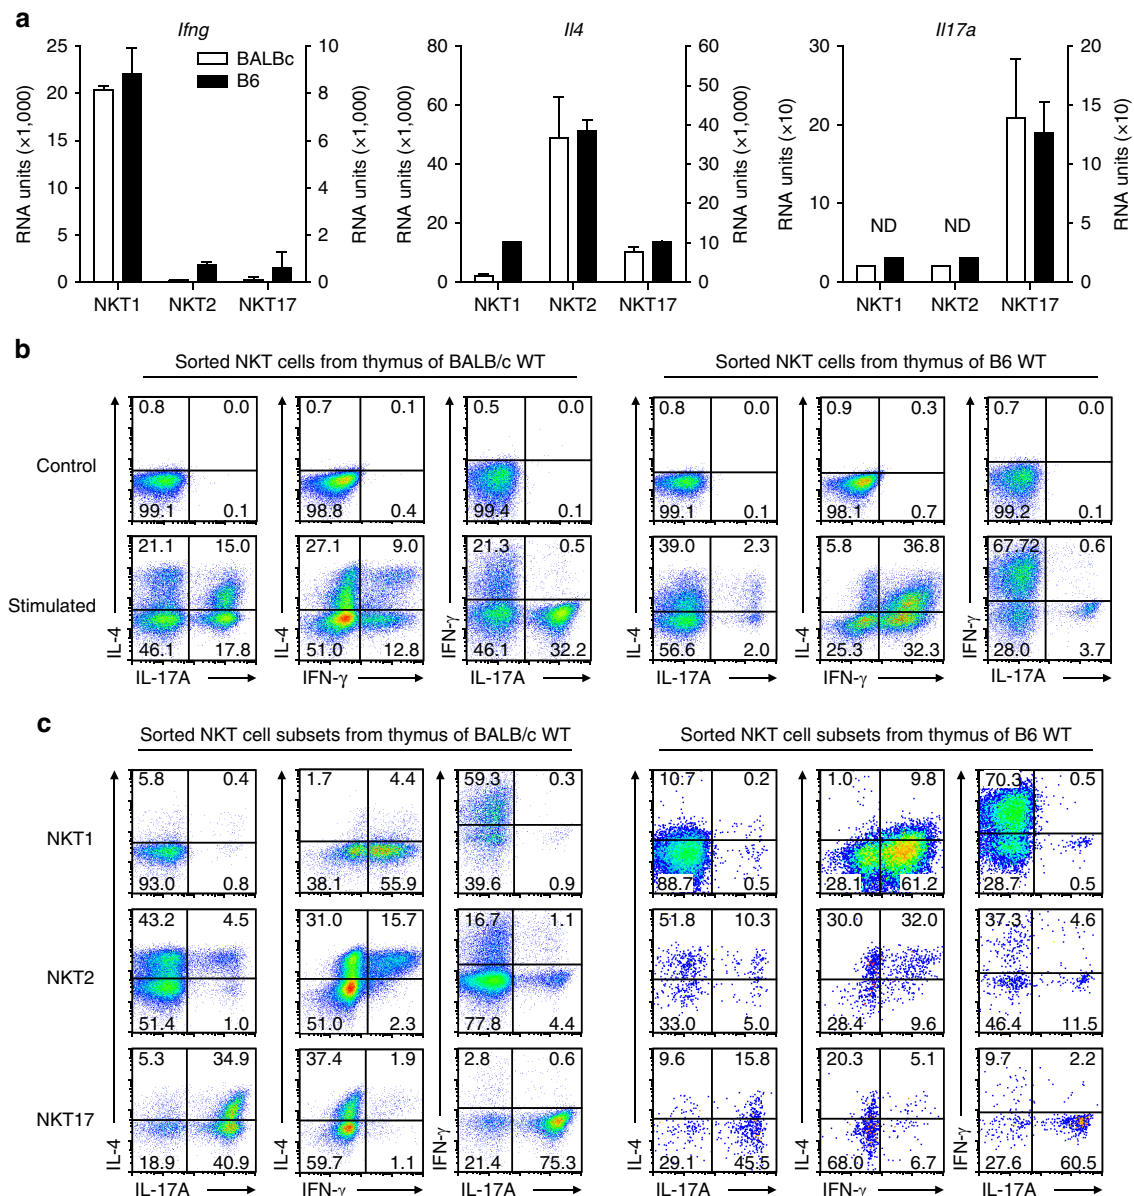 a
Ifng
Il4
Il17a
BALBc
B6
25
20
15
10
5
0
RNA units (×1,000)
10
8
6
4
2
0
RNA units (×1,000)
NKT1 NKT2 NKT17
80
60
40
20
0
RNA units (×1,000)
60
50
40
30
20
10
0
RNA units (×1,000)
NKT1 NKT2 NKT17
30
20
10
0
RNA units (×10)
ND ND
20
15
10
5
0
RNA units (×10)
NKT1 NKT2 NKT17
b
Sorted NKT cells from thymus of BALB/c WT
Sorted NKT cells from thymus of B6 WT
Control
0.8 0.0 0.7 0.1 0.5 0.0 0.8 0.0 0.9 0.3 0.7 0.0
99.1 0.1 98.8 0.4 99.4 0.1 99.1 0.1 98.1 0.7 99.2 0.1
Stimulated
21.1 15.0 27.1 9.0 21.3 0.5 39.0 2.3 5.8 36.8 67.72 0.6
46.1 17.8 51.0 12.8 46.1 32.2 56.6 2.0 25.3 32.3 28.0 3.7
IL-4 IL-4 IFN-γ IL-4 IL-4 IFN-γ
IL-17A IFN-γ IL-17A IL-17A IFN-γ IL-17A
c
Sorted NKT cell subsets from thymus of BALB/c WT
Sorted NKT cell subsets from thymus of B6 WT
NKT1
5.8 0.4 1.7 4.4 59.3 0.3 10.7 0.2 1.0 9.8 70.3 0.5
93.0 0.8 38.1 55.9 39.6 0.9 88.7 0.5 28.1 61.2 28.7 0.5
NKT2
43.2 4.5 31.0 15.7 16.7 1.1 51.8 10.3 30.0 32.0 37.3 4.6
51.4 1.0 51.0 2.3 77.8 4.4 33.0 5.0 28.4 9.6 46.4 11.5
NKT17
5.3 34.9 37.4 1.9 2.8 0.6 9.6 15.8 20.3 5.1 9.7 2.2
18.9 40.9 59.7 1.1 21.4 75.3 29.1 45.5 68.0 6.7 27.6 60.5
IL-4 IL-4 IFN-γ IL-4 IL-4 IFN-γ
IL-17A IFN-γ IL-17A IL-17A IFN-γ IL-17A